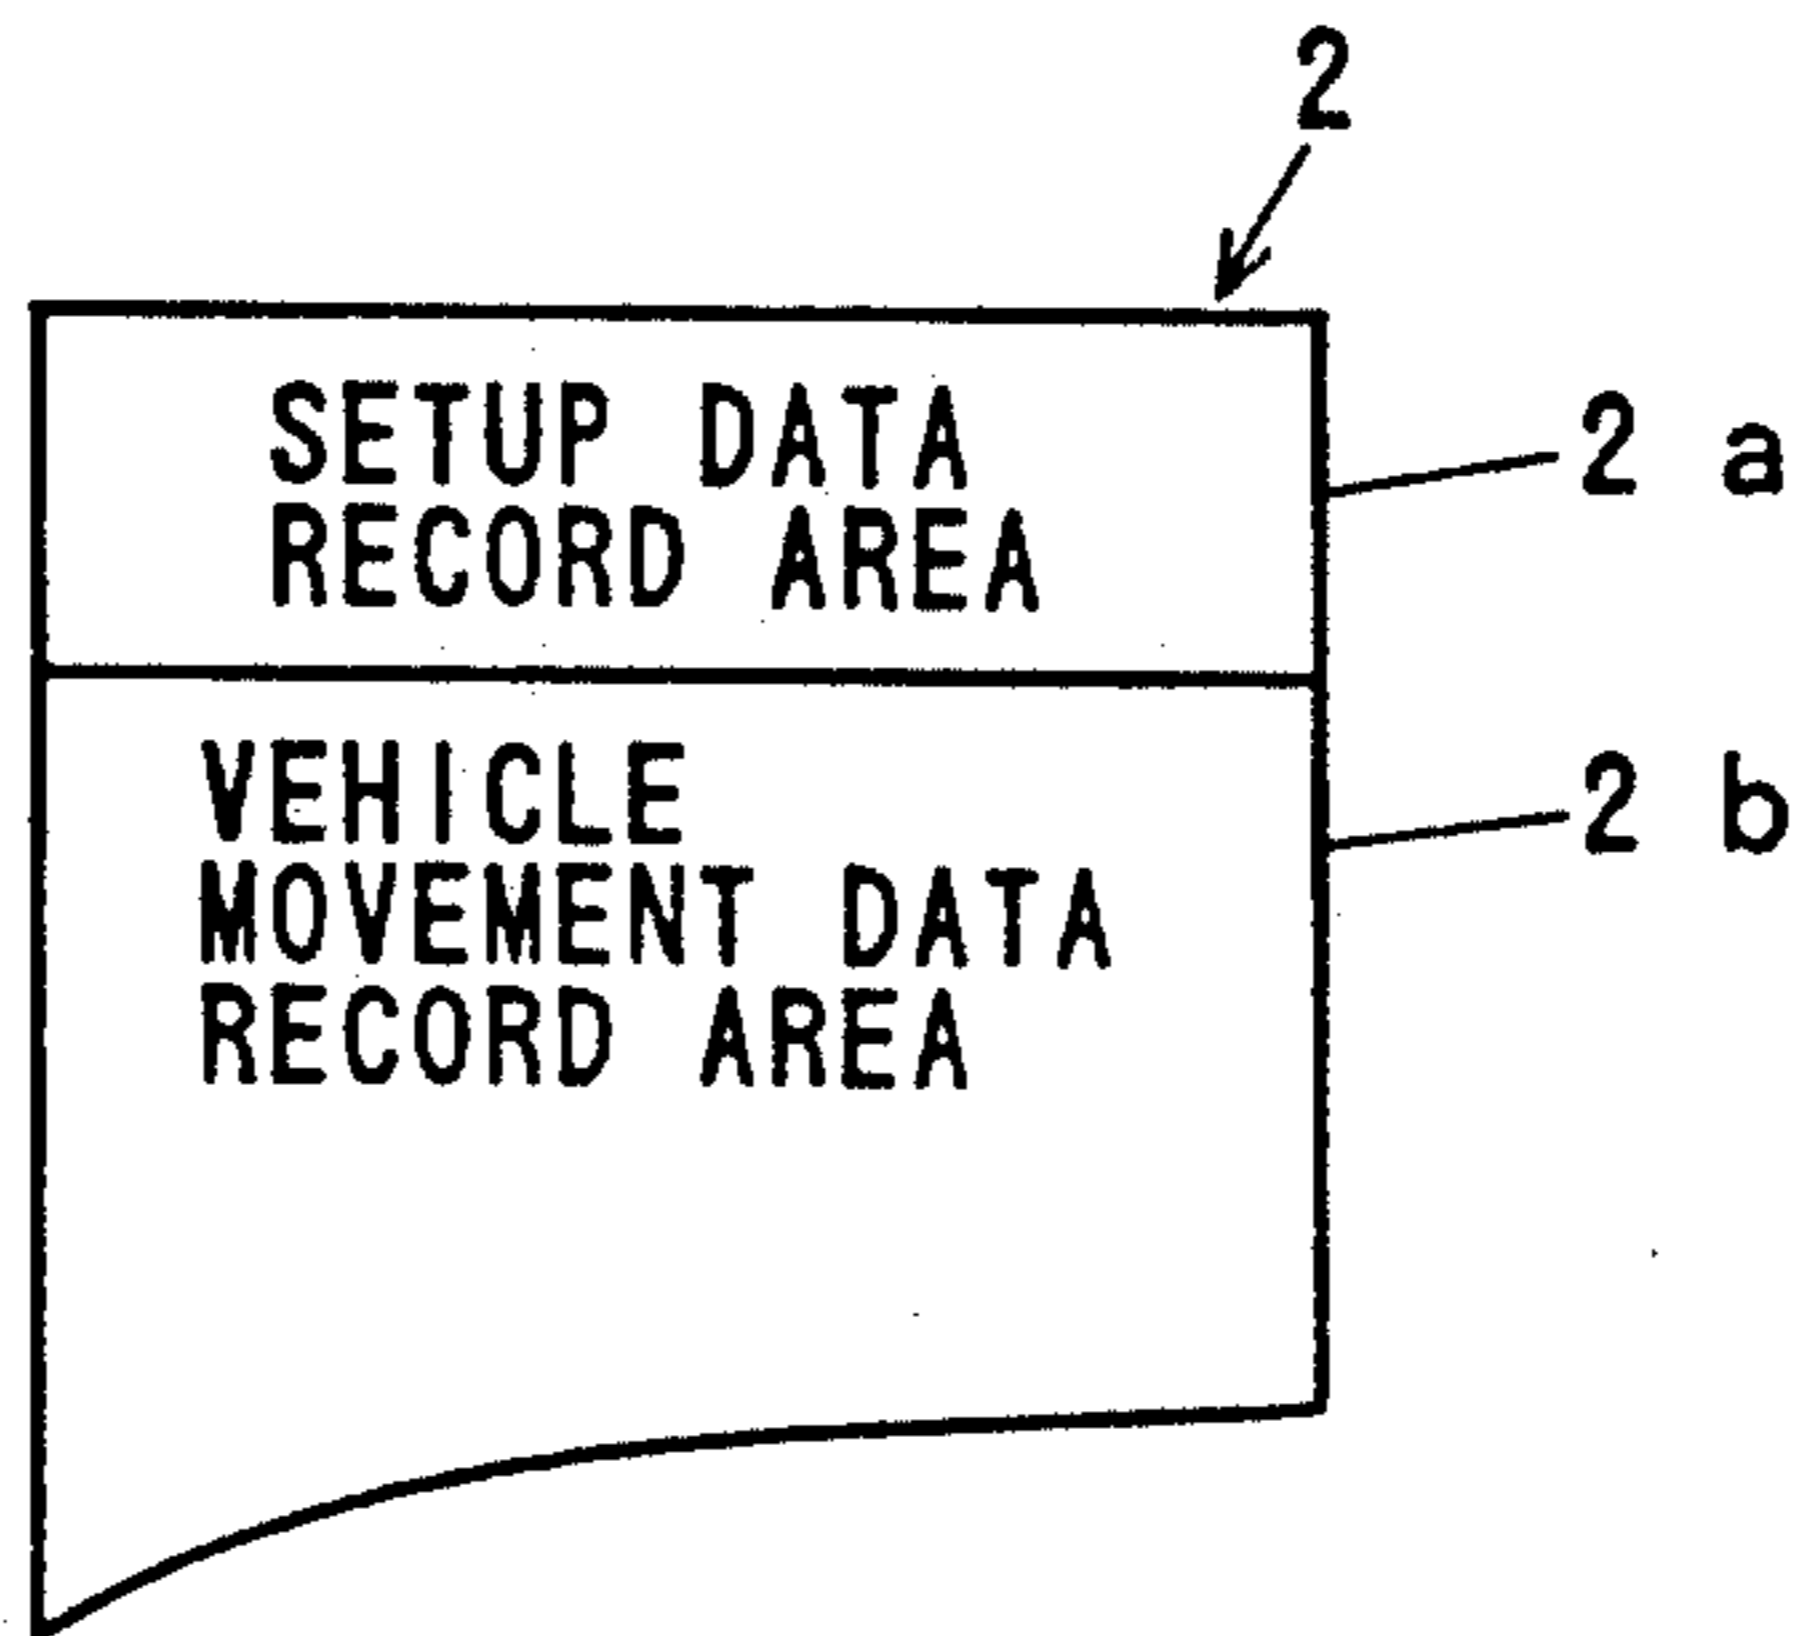 2
SETUP DATA
RECORD AREA
2 a
VEHICLE
MOVEMENT DATA
RECORD AREA
2 b